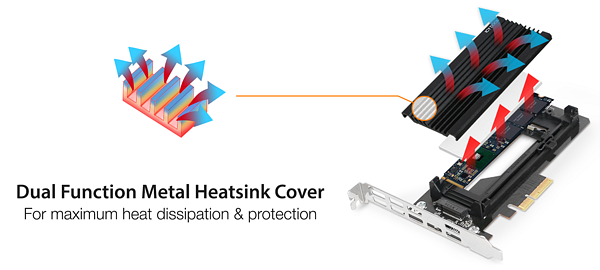 Dual Function Metal Heatsink Cover
For maximum heat dissipation & protection